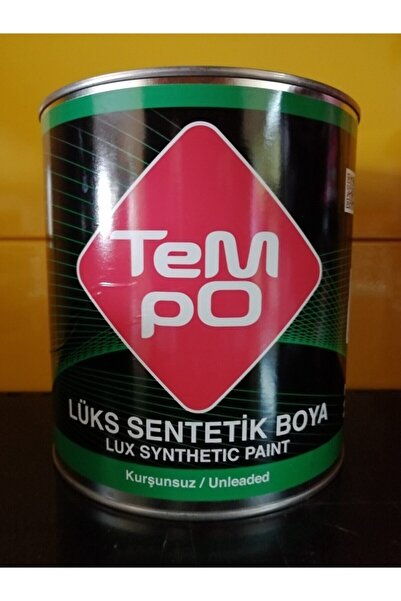 TeM
pO
LÜKS SENTETİK BOYA
LUX SYNTHETIC PAINT
Kurşunsuz / Unleaded